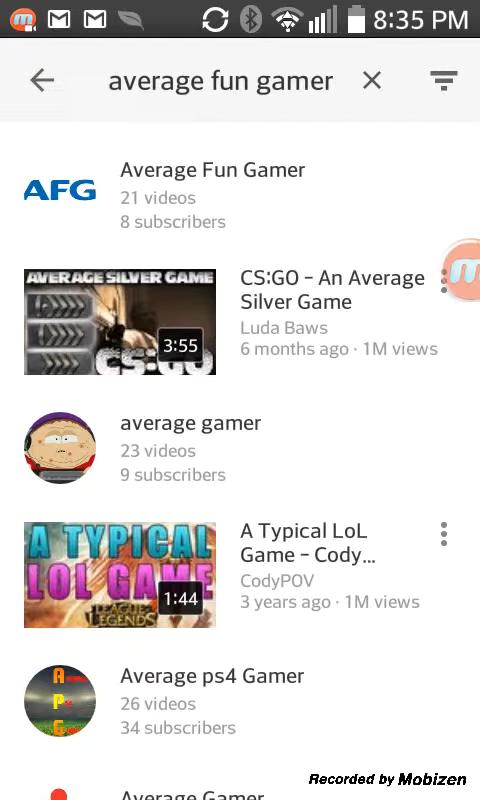 8:35 PM
average fun gamer
AFG
Average Fun Gamer
21 videos
8 subscribers
AVERAGE SILVER GAME
CS:GO
3:55
CS:GO – An Average
Silver Game
Luda Baws
6 months ago · 1M views
average gamer
23 videos
9 subscribers
A TYPICAL
LOL GAME
LEAGUE OF
LEGENDS
1:44
A Typical LoL
Game – Cody...
CodyPOV
3 years ago · 1M views
A
P
G
Average ps4 Gamer
26 videos
34 subscribers
Average Gamer
Recorded by Mobizen